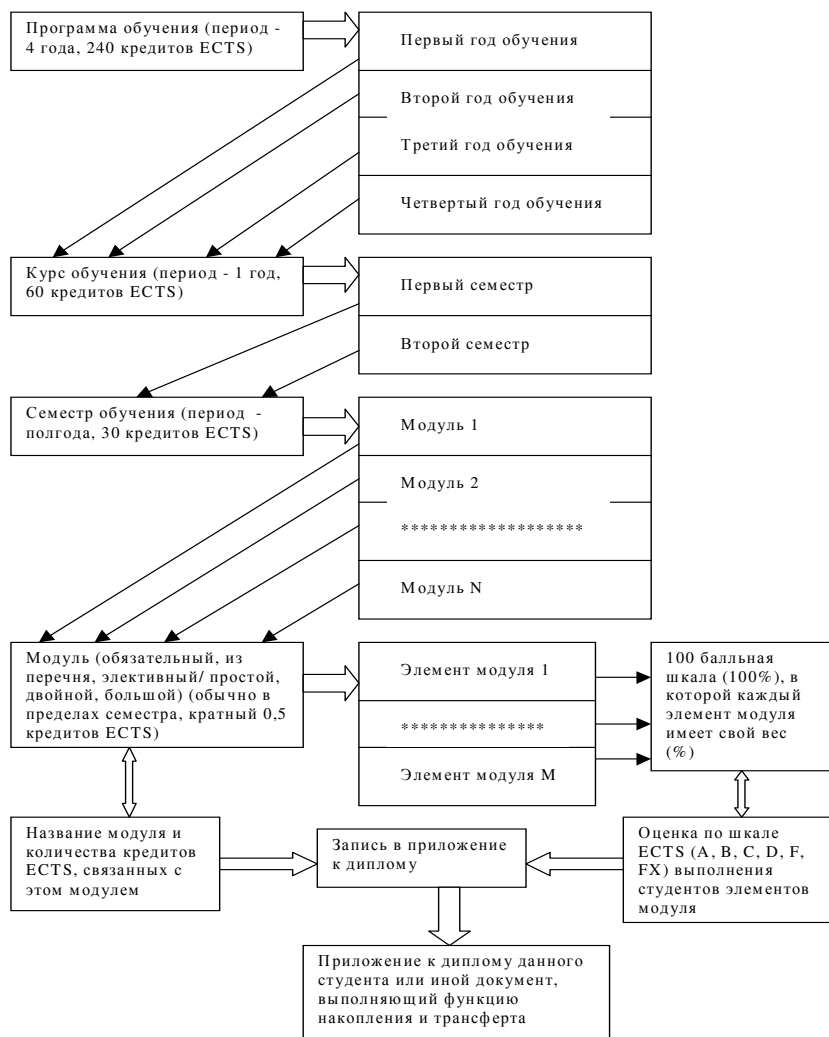 Программа обучения (период -
4 года, 240 кредитов ECTS)
Первый год обучения
Второй год обучения
Третий год обучения
Четвертый год обучения
Курс обучения (период - 1 год,
60 кредитов ECTS)
Первый семестр
Второй семестр
Семестр обучения (период -
полгода, 30 кредитов ECTS)
Модуль 1
Модуль 2
*******************
Модуль N
Модуль (обязательный, из
перечня, элективный/ простой,
двойной, большой) (обычно в
пределах семестра, кратный 0,5
кредитов ECTS)
Элемент модуля 1
***************
Элемент модуля M
100 балльная
шкала (100%), в
которой каждый
элемент модуля
имеет свой вес
(%)
Название модуля и
количества кредитов
ECTS, связанных с
этом модулем
Запись в приложение
к диплому
Оценка по шкале
ECTS (A, B, C, D, F,
FX) выполнения
студентов элементов
модуля
Приложение к диплому данного
студента или иной документ,
выполняющий функцию
накопления и трансферта